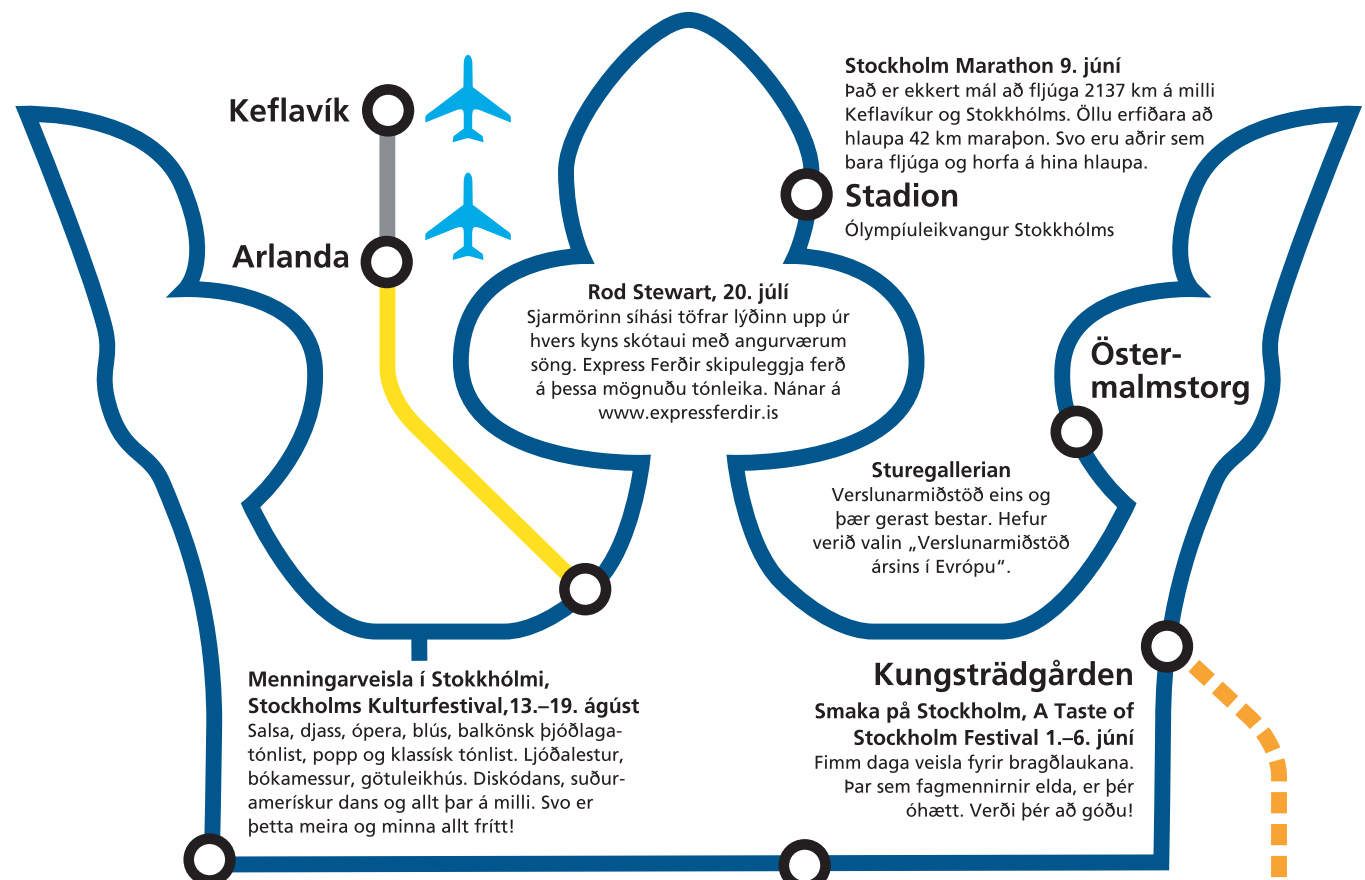 Keflavík
Arlanda
Stockholm Marathon 9. júní
Það er ekkert mál að fljúga 2137 km á milli
Keflavíkur og Stokkhólms. Öllu erfiðara að
hlaupa 42 km maraþon. Svo eru aðrir sem
bara fljúga og horfa á hina hlaupa.
Stadion
Ólympíuleikvangur Stokkhólms
Rod Stewart, 20. júlí
Sjarmörinn síhási töfrar lýðinn upp úr
hvers kyns skótaui með angurværum
söng. Express Ferðir skipuleggja ferð
á þessa mögnuðu tónleika. Nánar á
www.expressferdir.is
Öster-
malmstorg
Sturegallerian
Verslunarmiðstöð eins og
þær gerast bestar. Hefur
verið valin „Verslunarmiðstöð
ársins í Evrópu“.
Menningarveisla í Stokkhólmi,
Stockholms Kulturfestival,13.–19. ágúst
Salsa, djass, ópera, blús, balkönsk þjóðlaga-
tónlist, popp og klassísk tónlist. Ljóðalestur,
bókamessur, götuleikhús. Diskódans, suður-
amerískur dans og allt þar á milli. Svo er
þetta meira og minna allt frítt!
Kungsträdgården
Smaka på Stockholm, A Taste of
Stockholm Festival 1.–6. júní
Fimm daga veisla fyrir bragðlaukana.
Þar sem fagmennirnir elda, er þér
óhætt. Verði þér að góðu!